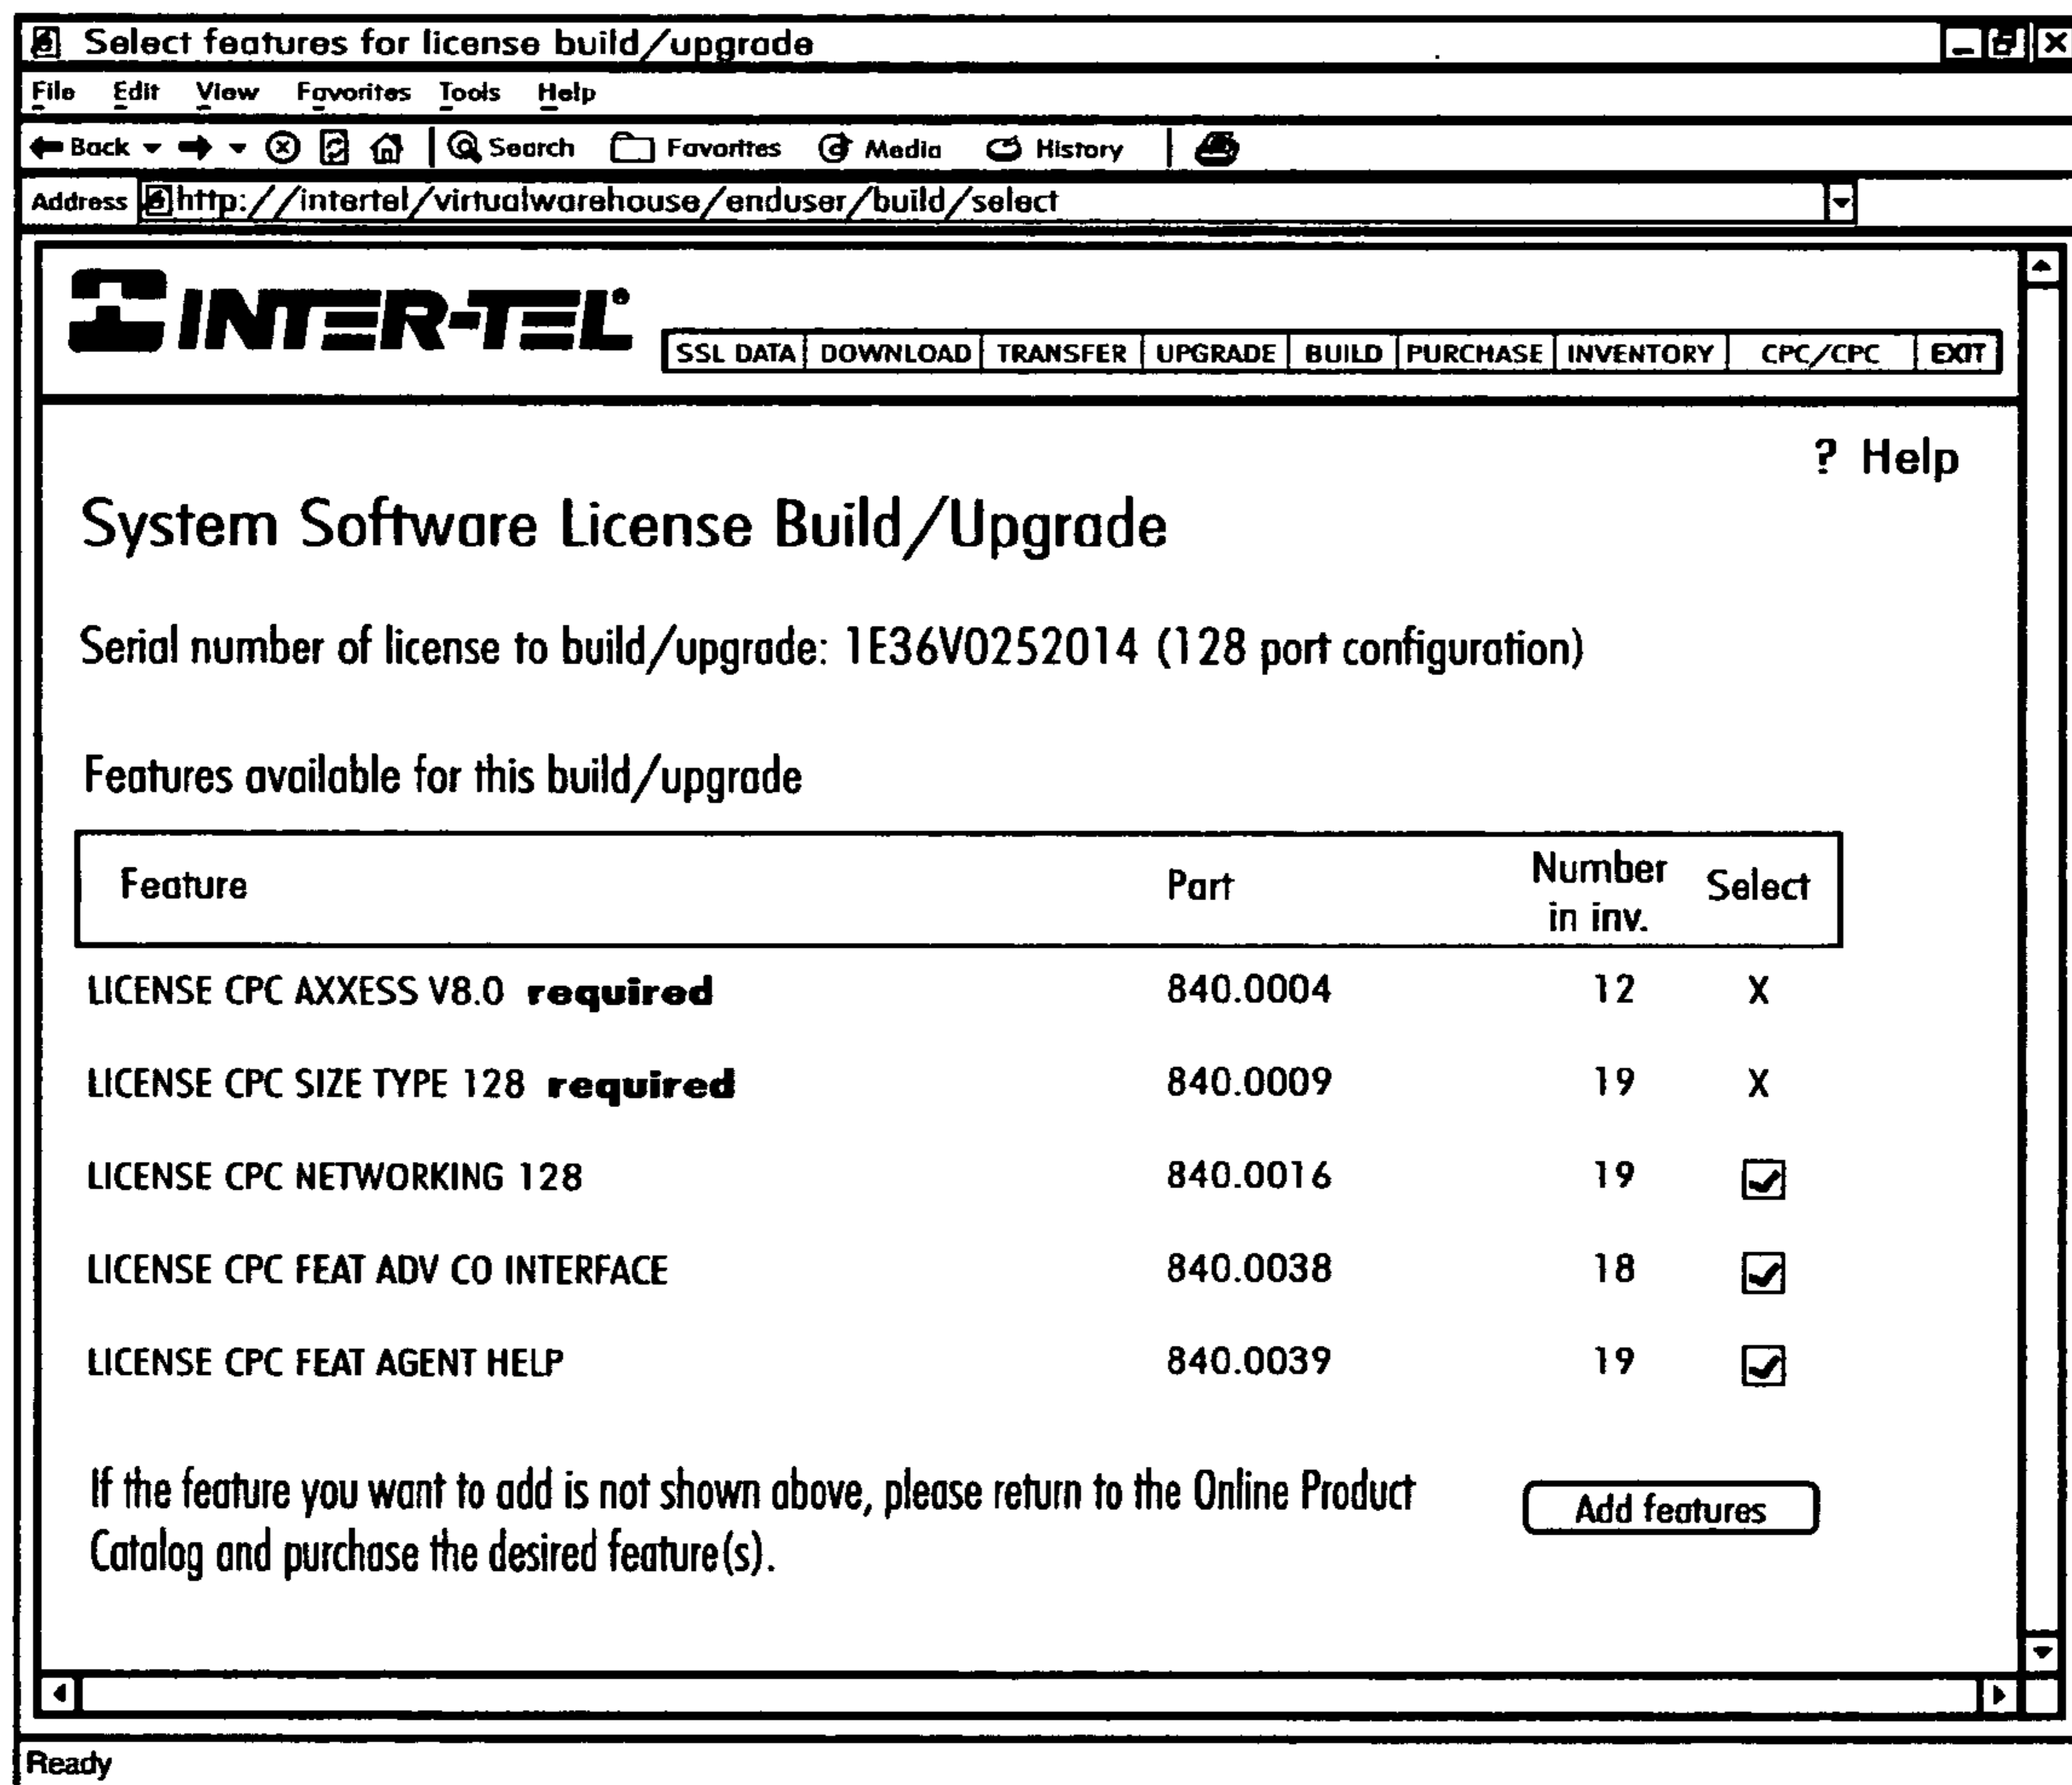 Select features for license build/upgrade
File Edit View Favorites Tools Help
Back Search Favorites Media History
Address http://intertel/virtualwarehouse/enduser/build/select
INTER-TEL®
SSL DATA DOWNLOAD TRANSFER UPGRADE BUILD PURCHASE INVENTORY CPC/CPC EXIT
? Help
System Software License Build/Upgrade
Serial number of license to build/upgrade: 1E36V0252014 (128 port configuration)
Features available for this build/upgrade
Feature Part Number in inv. Select
LICENSE CPC AXXESS V8.0 required 840.0004 12 X
LICENSE CPC SIZE TYPE 128 required 840.0009 19 X
LICENSE CPC NETWORKING 128 840.0016 19
LICENSE CPC FEAT ADV CO INTERFACE 840.0038 18
LICENSE CPC FEAT AGENT HELP 840.0039 19
If the feature you want to add is not shown above, please return to the Online Product
Catalog and purchase the desired feature(s).
Add features
Ready